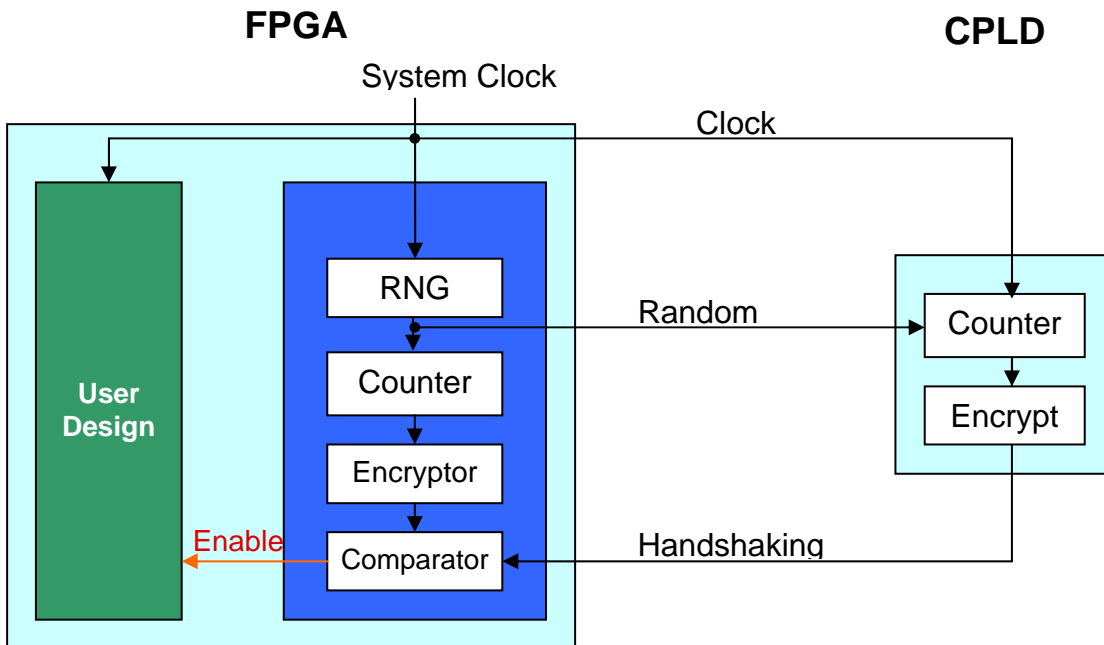 FPGA
CPLD
System Clock
Clock
RNG
Random
Counter
Counter
User
Design
Encrypt
Encryptor
Enable
Comparator
Handshaking